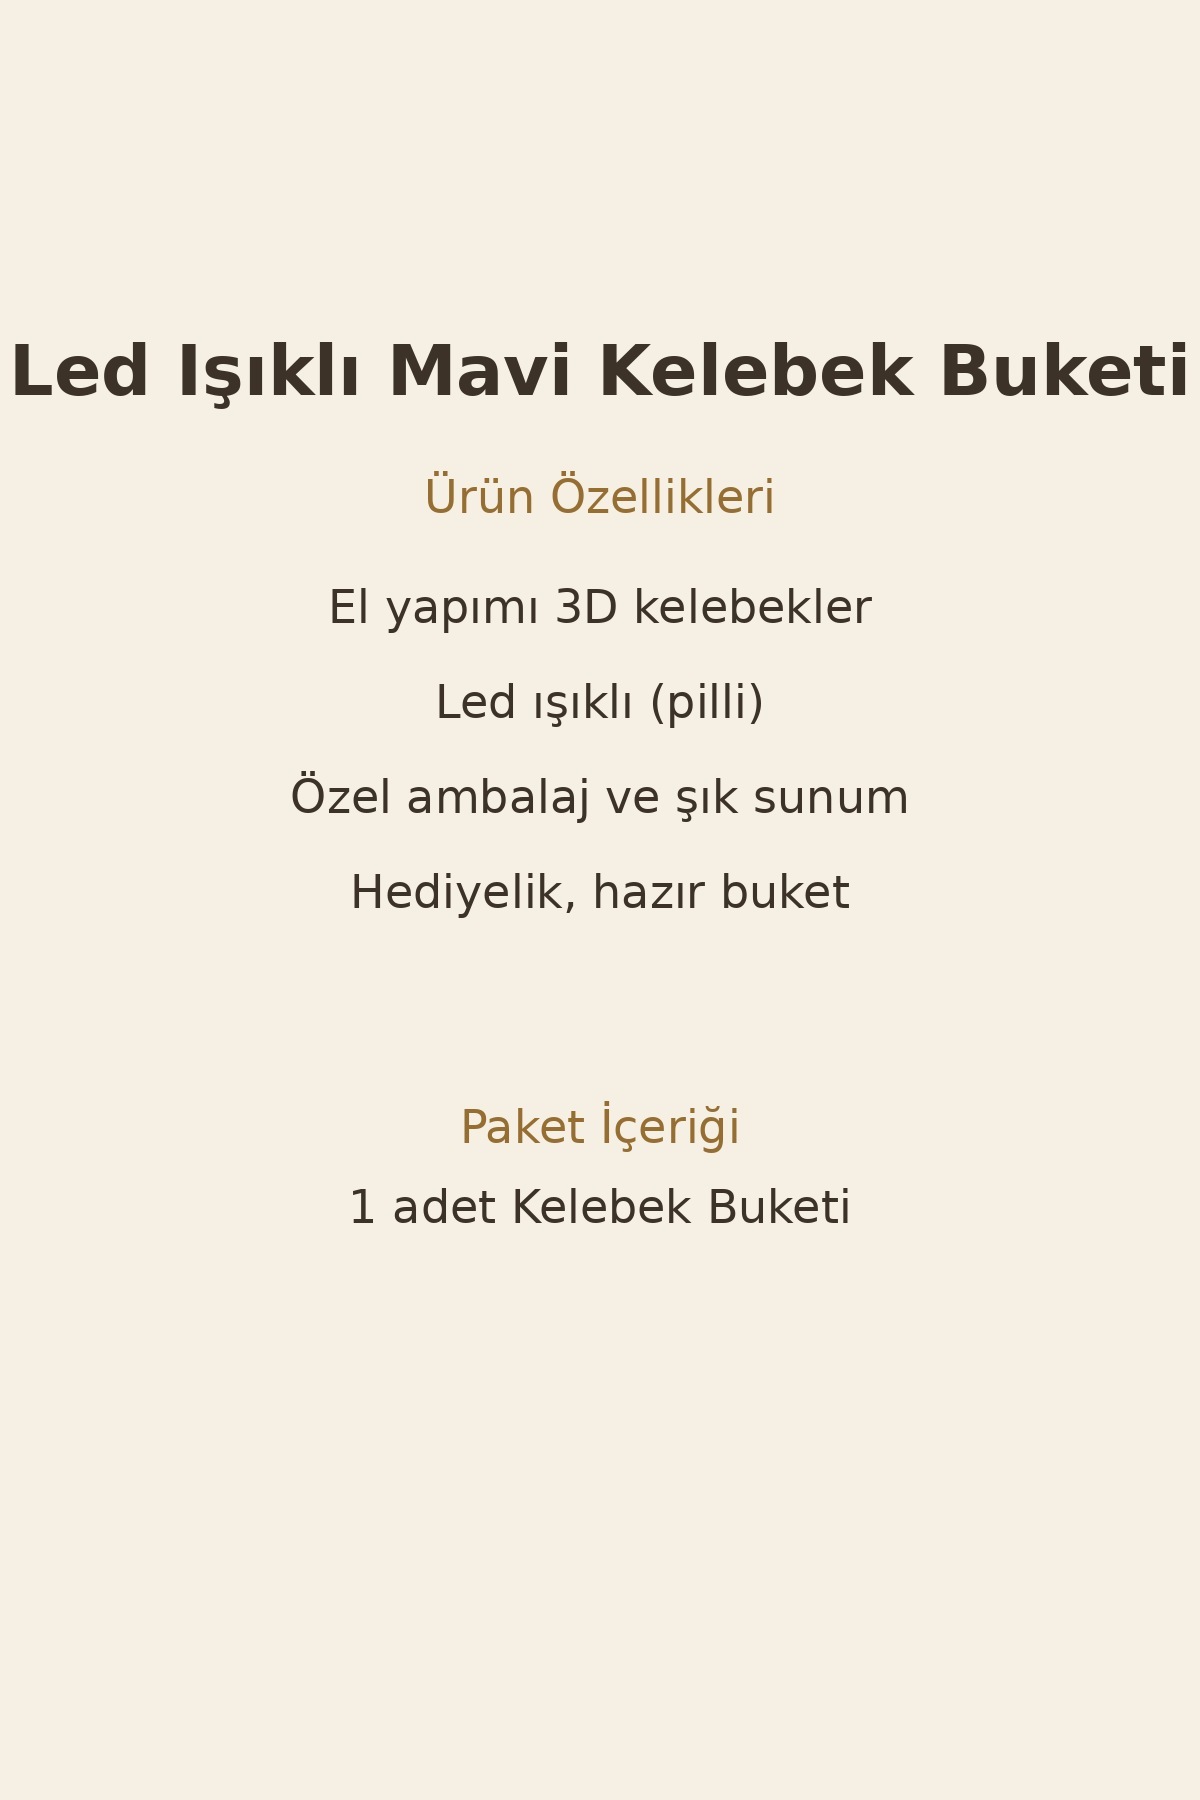 Led Işıklı Mavi Kelebek Buketi
Ürün Özellikleri
El yapımı 3D kelebekler
Led ışıklı (pilli)
Özel ambalaj ve şık sunum
Hediyelik, hazır buket
Paket İçeriği
1 adet Kelebek Buketi